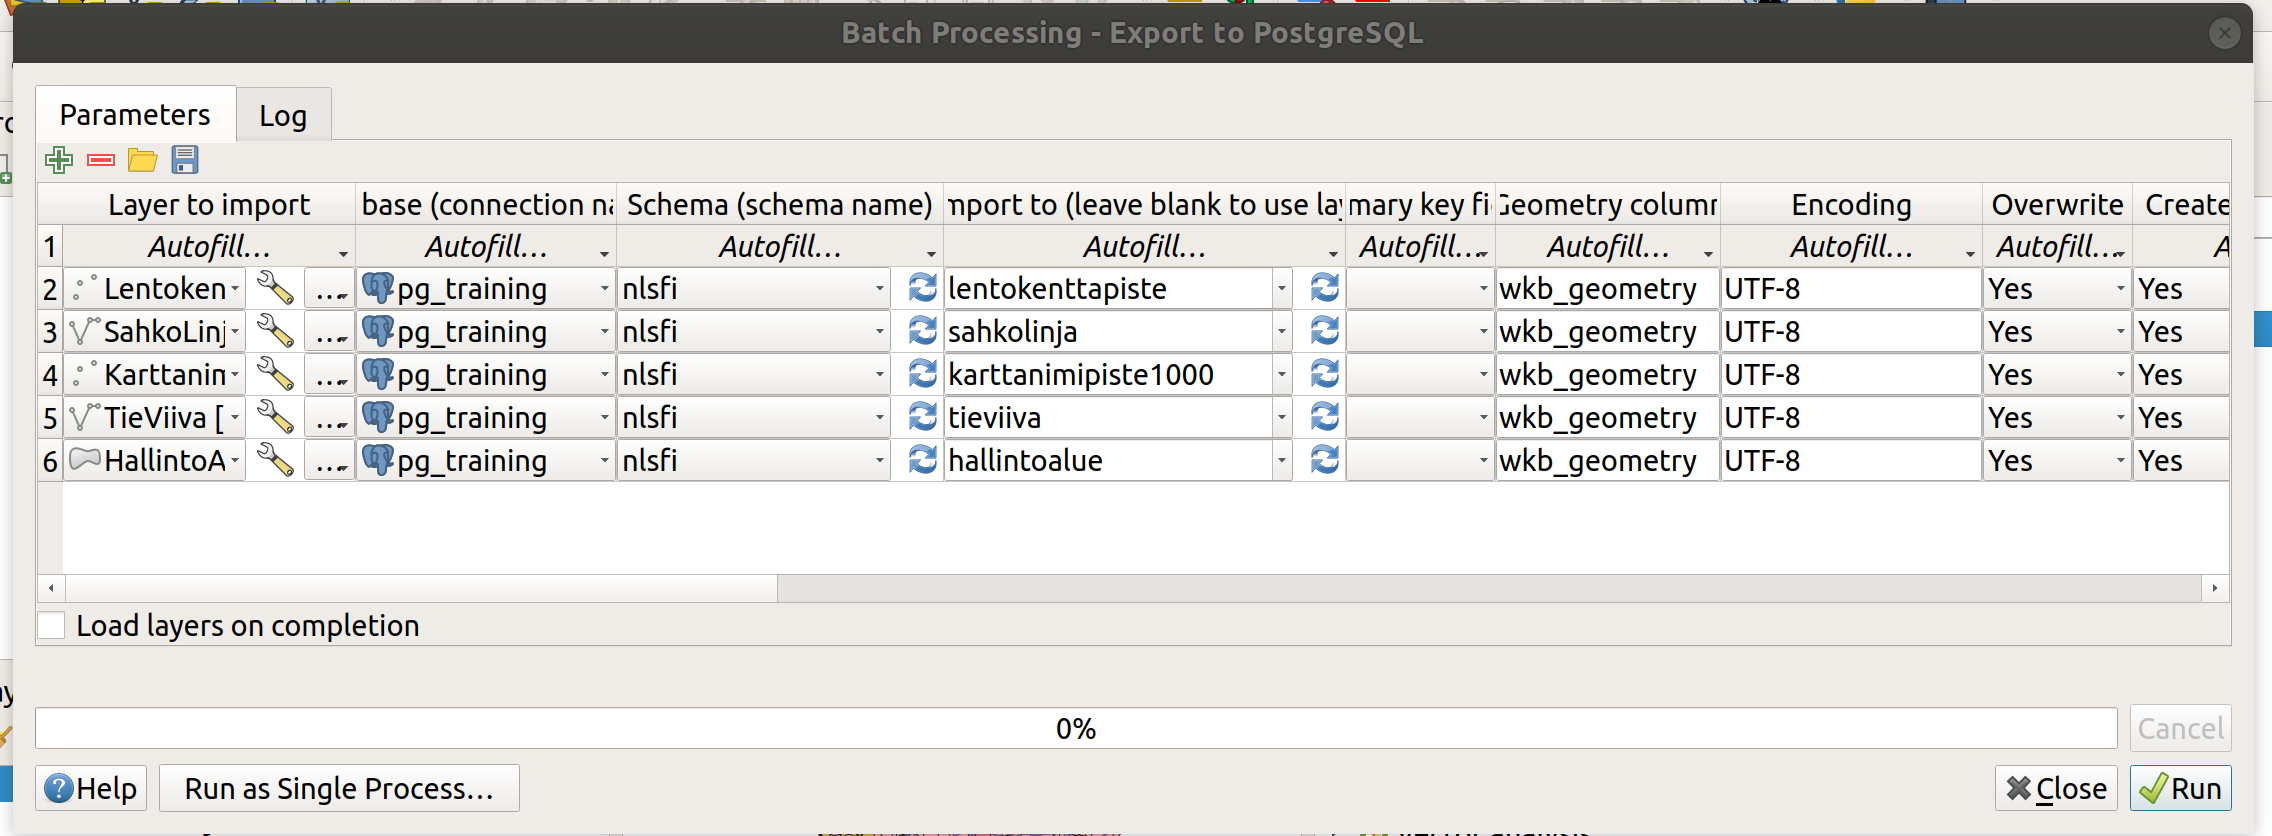 Batch Processing - Export to PostgreSQL
Parameters Log
Layer to import base (connection na Schema (schema name) mport to (leave blank to use lay mary key fi Geometry column Encoding Overwrite Create
1 Autofill... Autofill... Autofill... Autofill... Autofill... Autofill... Autofill... Autofill... A
2 Lentoken ... pg_training nlsfi lentokenttapiste wkb_geometry UTF-8 Yes Yes
3 SahkoLinj ... pg_training nlsfi sahkolinja wkb_geometry UTF-8 Yes Yes
4 Karttanim ... pg_training nlsfi karttanimipiste1000 wkb_geometry UTF-8 Yes Yes
5 TieViiva [ ... pg_training nlsfi tieviiva wkb_geometry UTF-8 Yes Yes
6 HallintoA ... pg_training nlsfi hallintoalue wkb_geometry UTF-8 Yes Yes
Load layers on completion
0% Cancel
Help Run as Single Process... Close Run